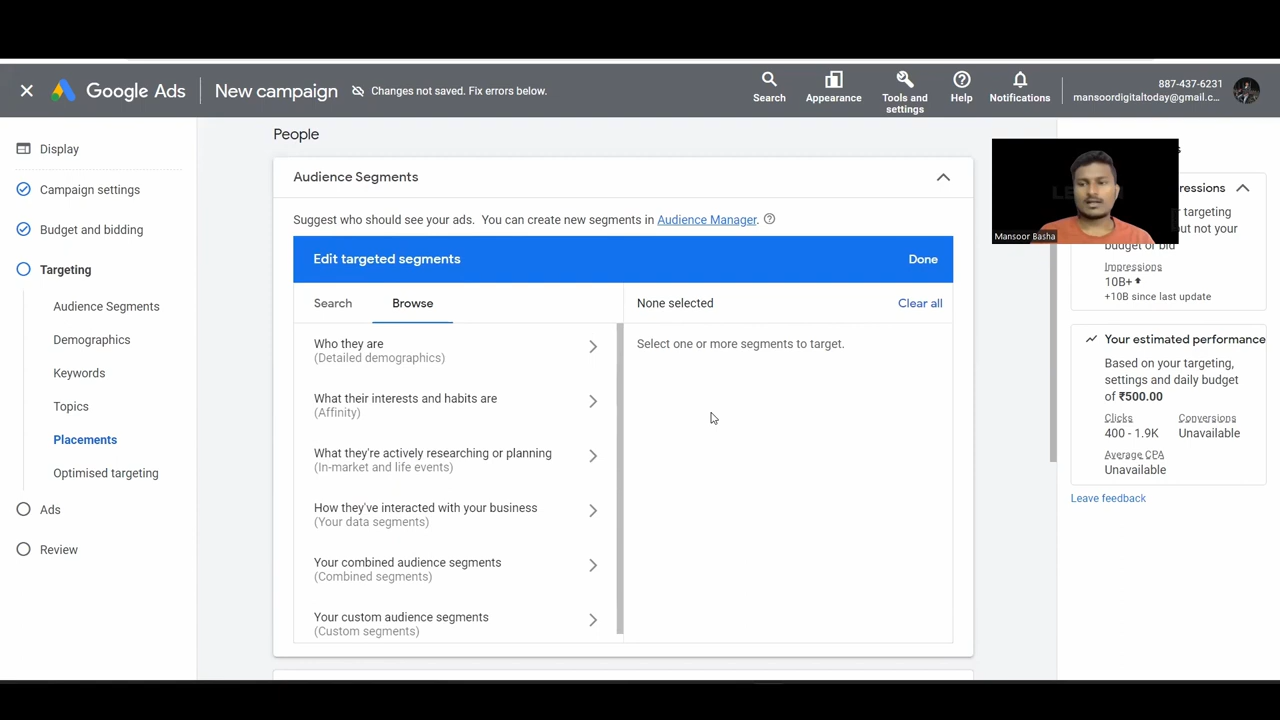 Google Ads
New campaign
Changes not saved. Fix errors below.
Search
Appearance
Tools and
settings
Help
Notifications
887-437-6231
mansoordigitaltoday@gmail.c...
Display
Campaign settings
Budget and bidding
Targeting
Audience Segments
Demographics
Keywords
Topics
Placements
Optimised targeting
Ads
Review
People
Audience Segments
Suggest who should see your ads. You can create new segments in Audience Manager.
Edit targeted segments
Done
Search
Browse
None selected
Clear all
Who they are
(Detailed demographics)
What their interests and habits are
(Affinity)
What they're actively researching or planning
(In-market and life events)
How they've interacted with your business
(Your data segments)
Your combined audience segments
(Combined segments)
Your custom audience segments
(Custom segments)
Select one or more segments to target.
Mansoor Basha
targeting
but not your
budget or bid
Impressions
10B+
+10B since last update
Your estimated performance
Based on your targeting,
settings and daily budget
of ₹500.00
Clicks
Conversions
400 - 1.9K
Unavailable
Average CPA
Unavailable
Leave feedback